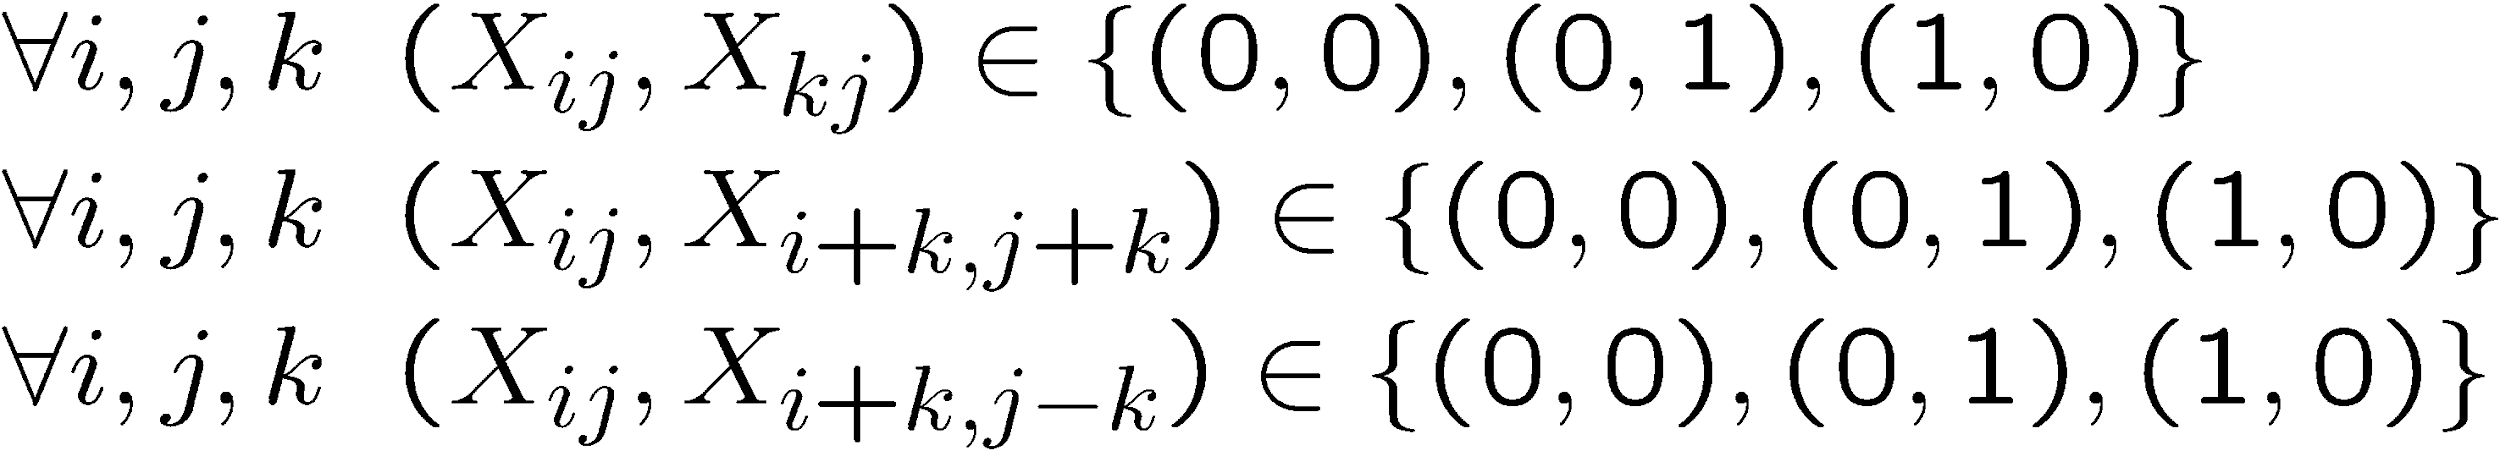 ∀i, j, k (X_{ij}, X_{kj}) ∈ {(0, 0), (0, 1), (1, 0)}
∀i, j, k (X_{ij}, X_{i+k,j+k}) ∈ {(0, 0), (0, 1), (1, 0)}
∀i, j, k (X_{ij}, X_{i+k,j−k}) ∈ {(0, 0), (0, 1), (1, 0)}